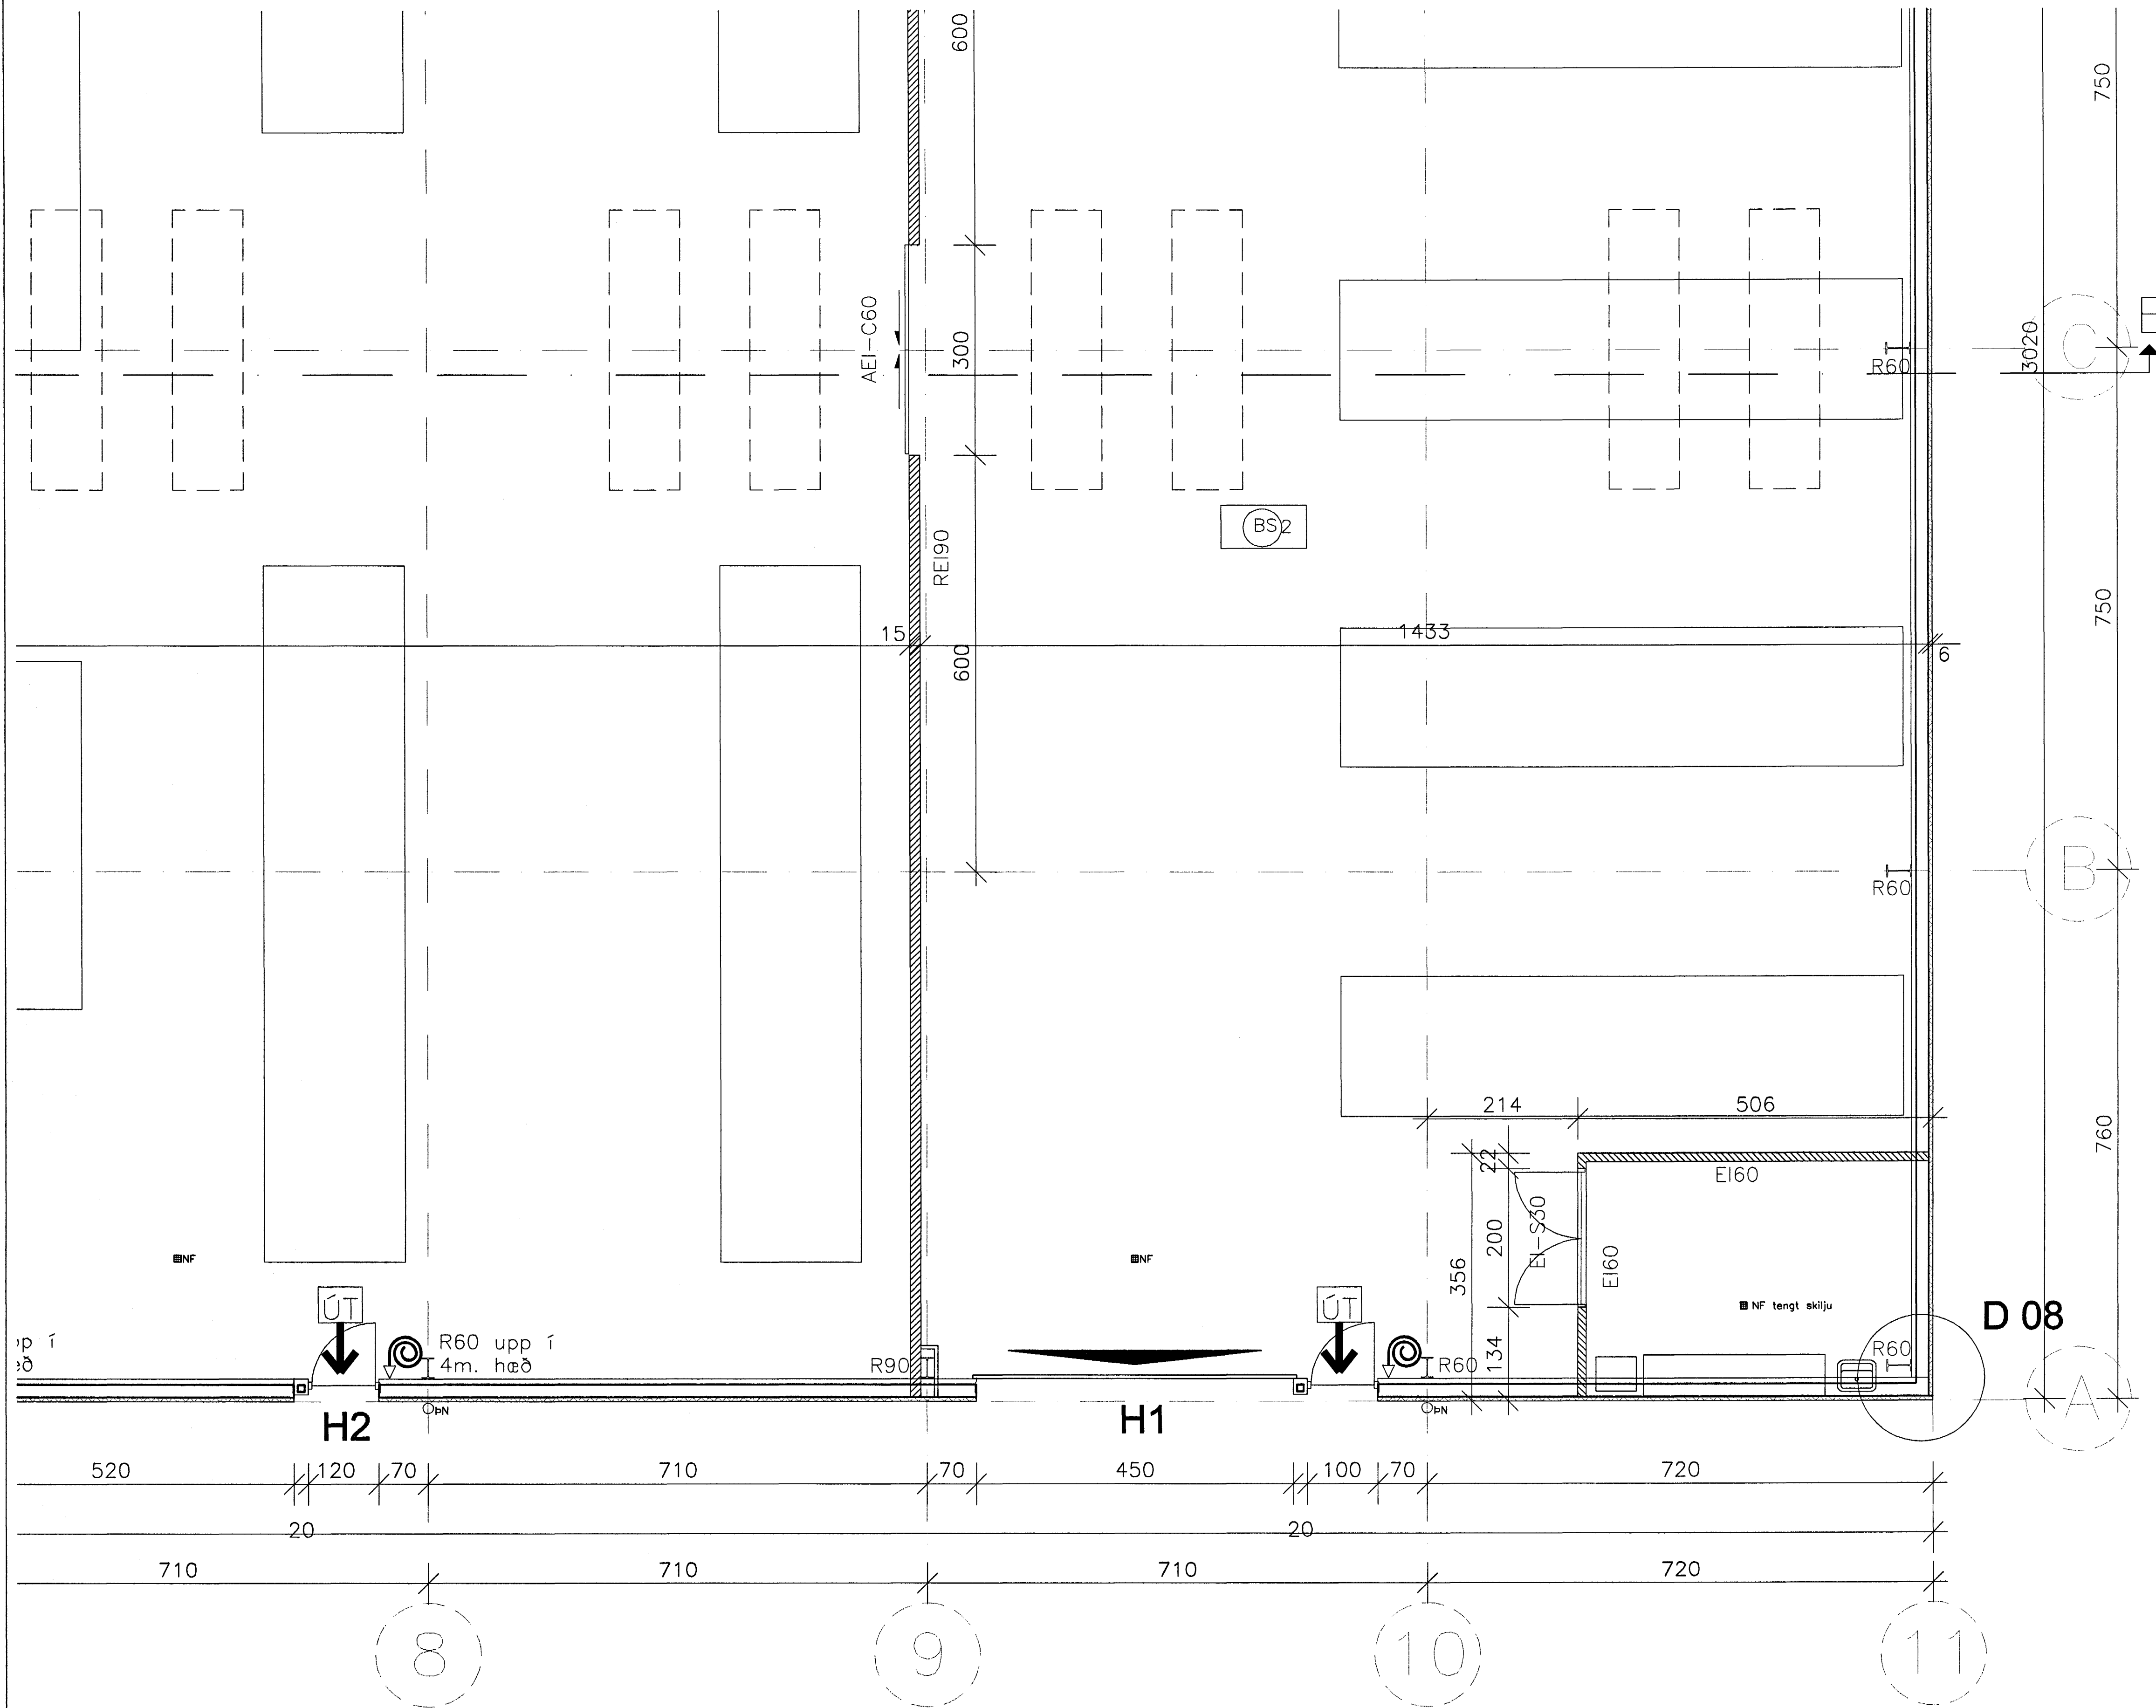 600
750
AEI-C60
300
R60
3020
C
BS2
REI90
750
15
1433
6
600
R60
B
214
506
760
22
EI60
EI-S30
200
356
EI60
NF
NF
NF tengt skilju
ÚT
ÚT
D 08
pp í
R60 upp í
4m. hæð
R90
R60
134
R60
ÞN
ÞN
H2
H1
A
520
120
70
710
70
450
100
70
720
20
20
710
710
710
720
8
9
10
11